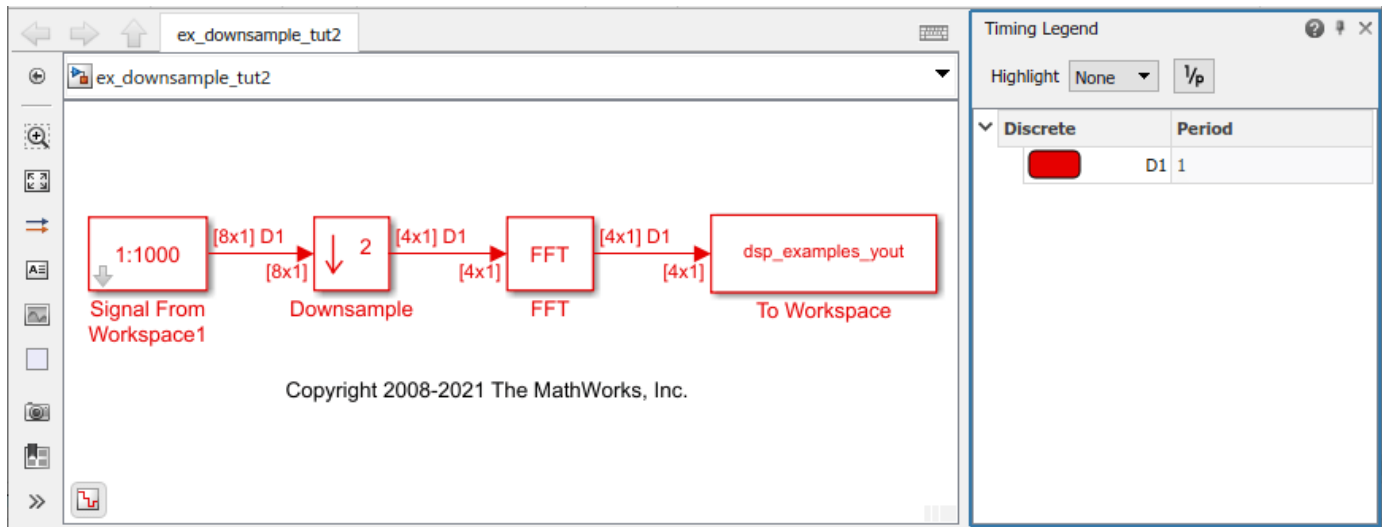 ex_downsample_tut2
ex_downsample_tut2
1:1000
[8x1] D1
[8x1]
2
[4x1] D1
[4x1]
FFT
[4x1] D1
[4x1]
dsp_examples_yout
Signal From
Workspace1
Downsample
FFT
To Workspace
Copyright 2008-2021 The MathWorks, Inc.
Timing Legend
Highlight None 1/p
Discrete Period
D1 1